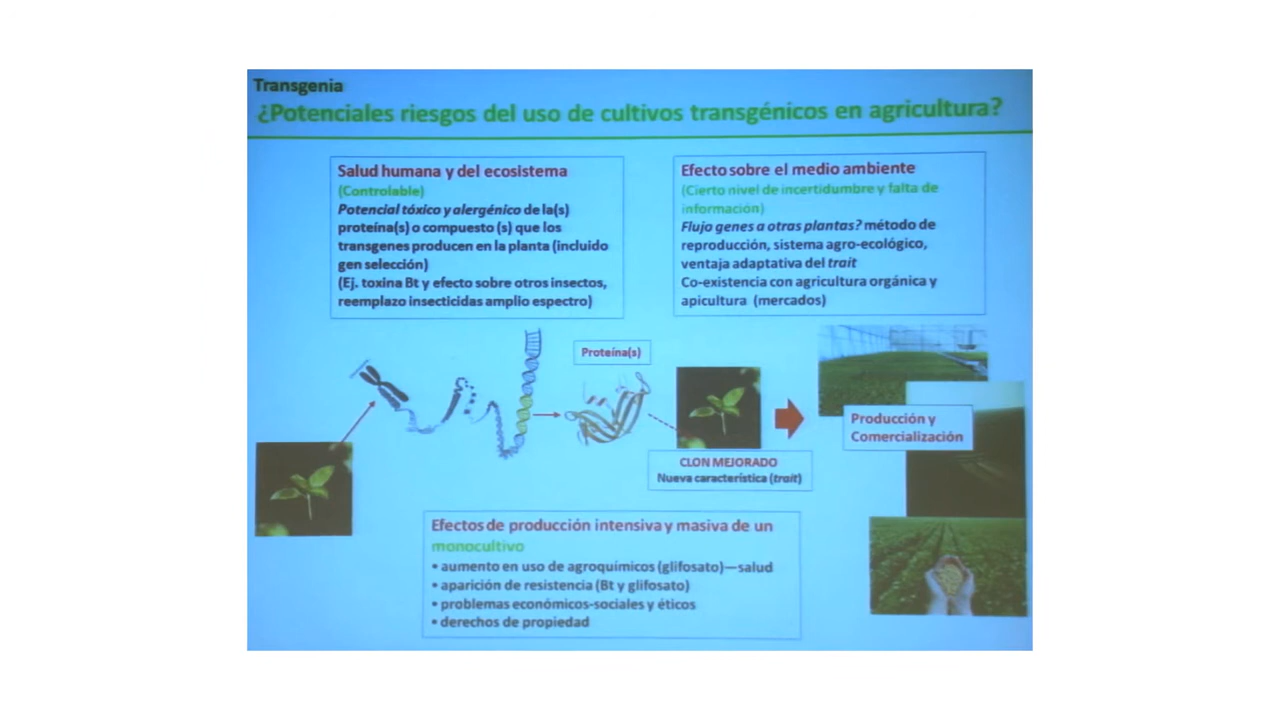 Transgenia
¿Potenciales riesgos del uso de cultivos transgénicos en agricultura?
Salud humana y del ecosistema
(Controlable)
Potencial tóxico y alergénico de la(s)
proteína(s) o compuesto (s) que los
transgenes producen en la planta (incluido
gen selección)
(Ej. toxina Bt y efecto sobre otros insectos,
reemplazo insecticidas amplio espectro)
Efecto sobre el medio ambiente
(Cierto nivel de incertidumbre y falta de
información)
Flujo genes a otras plantas? método de
reproducción, sistema agro-ecológico,
ventaja adaptativa del trait
Co-existencia con agricultura orgánica y
apicultura (mercados)
Proteína(s)
CLON MEJORADO
Nueva característica (trait)
Producción y
Comercialización
Efectos de producción intensiva y masiva de un
monocultivo
• aumento en uso de agroquímicos (glifosato)—salud
• aparición de resistencia (Bt y glifosato)
• problemas económicos-sociales y éticos
• derechos de propiedad